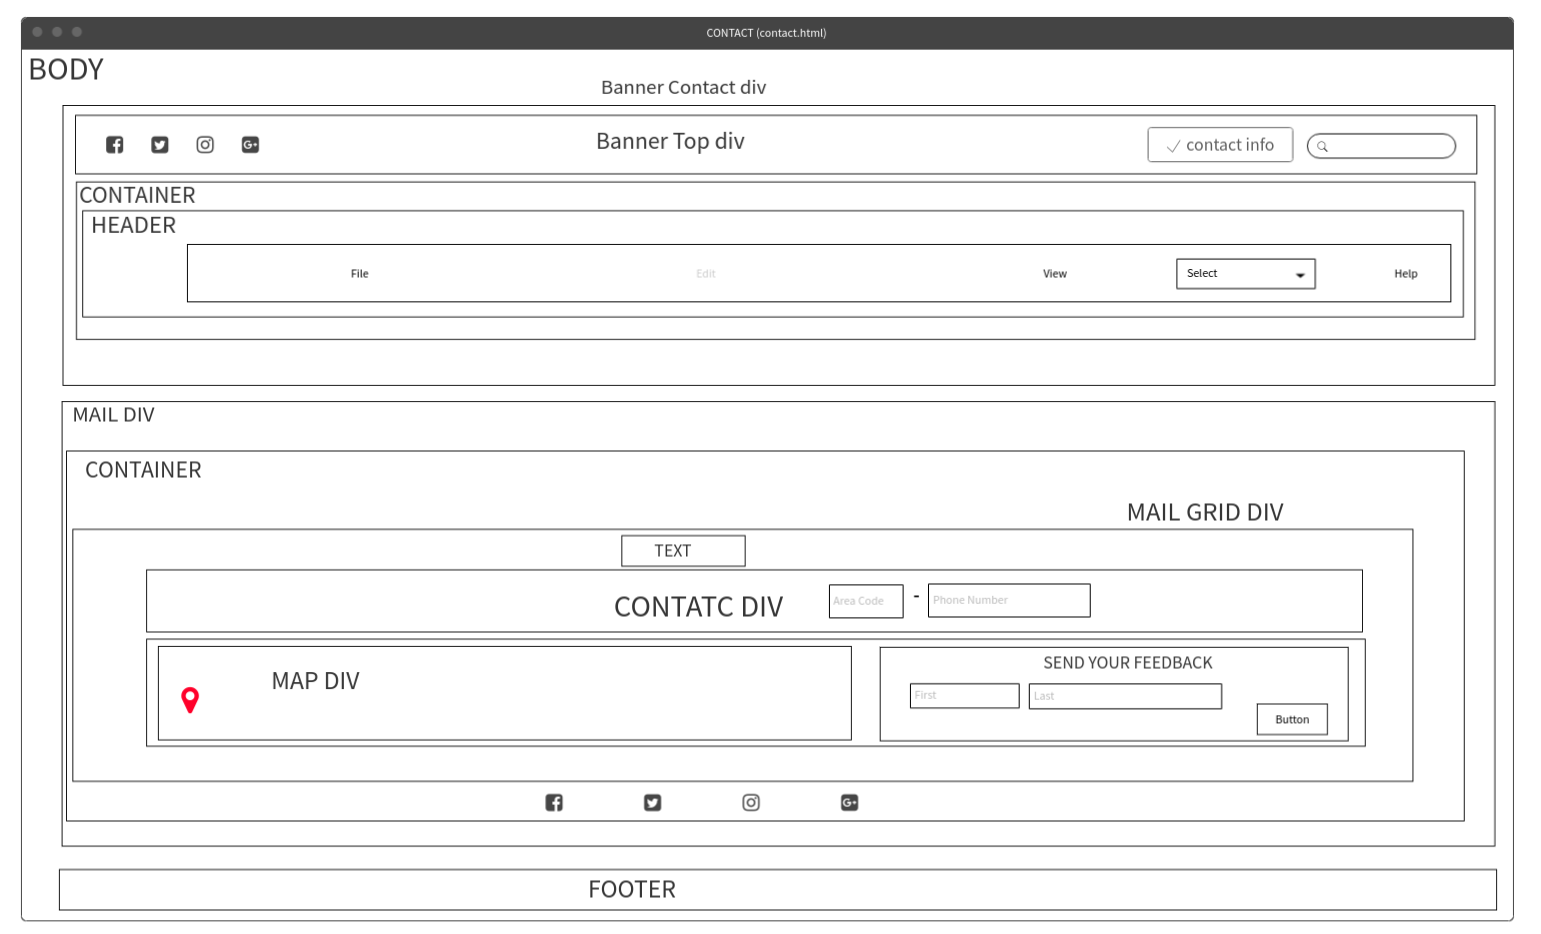 CONTACT (contact.html)
BODY
Banner Contact div
Banner Top div
contact info
CONTAINER
HEADER
File
Edit
View
Select
Help
MAIL DIV
CONTAINER
MAIL GRID DIV
TEXT
CONTATC DIV
Area Code
-
Phone Number
MAP DIV
SEND YOUR FEEDBACK
First
Last
Button
FOOTER